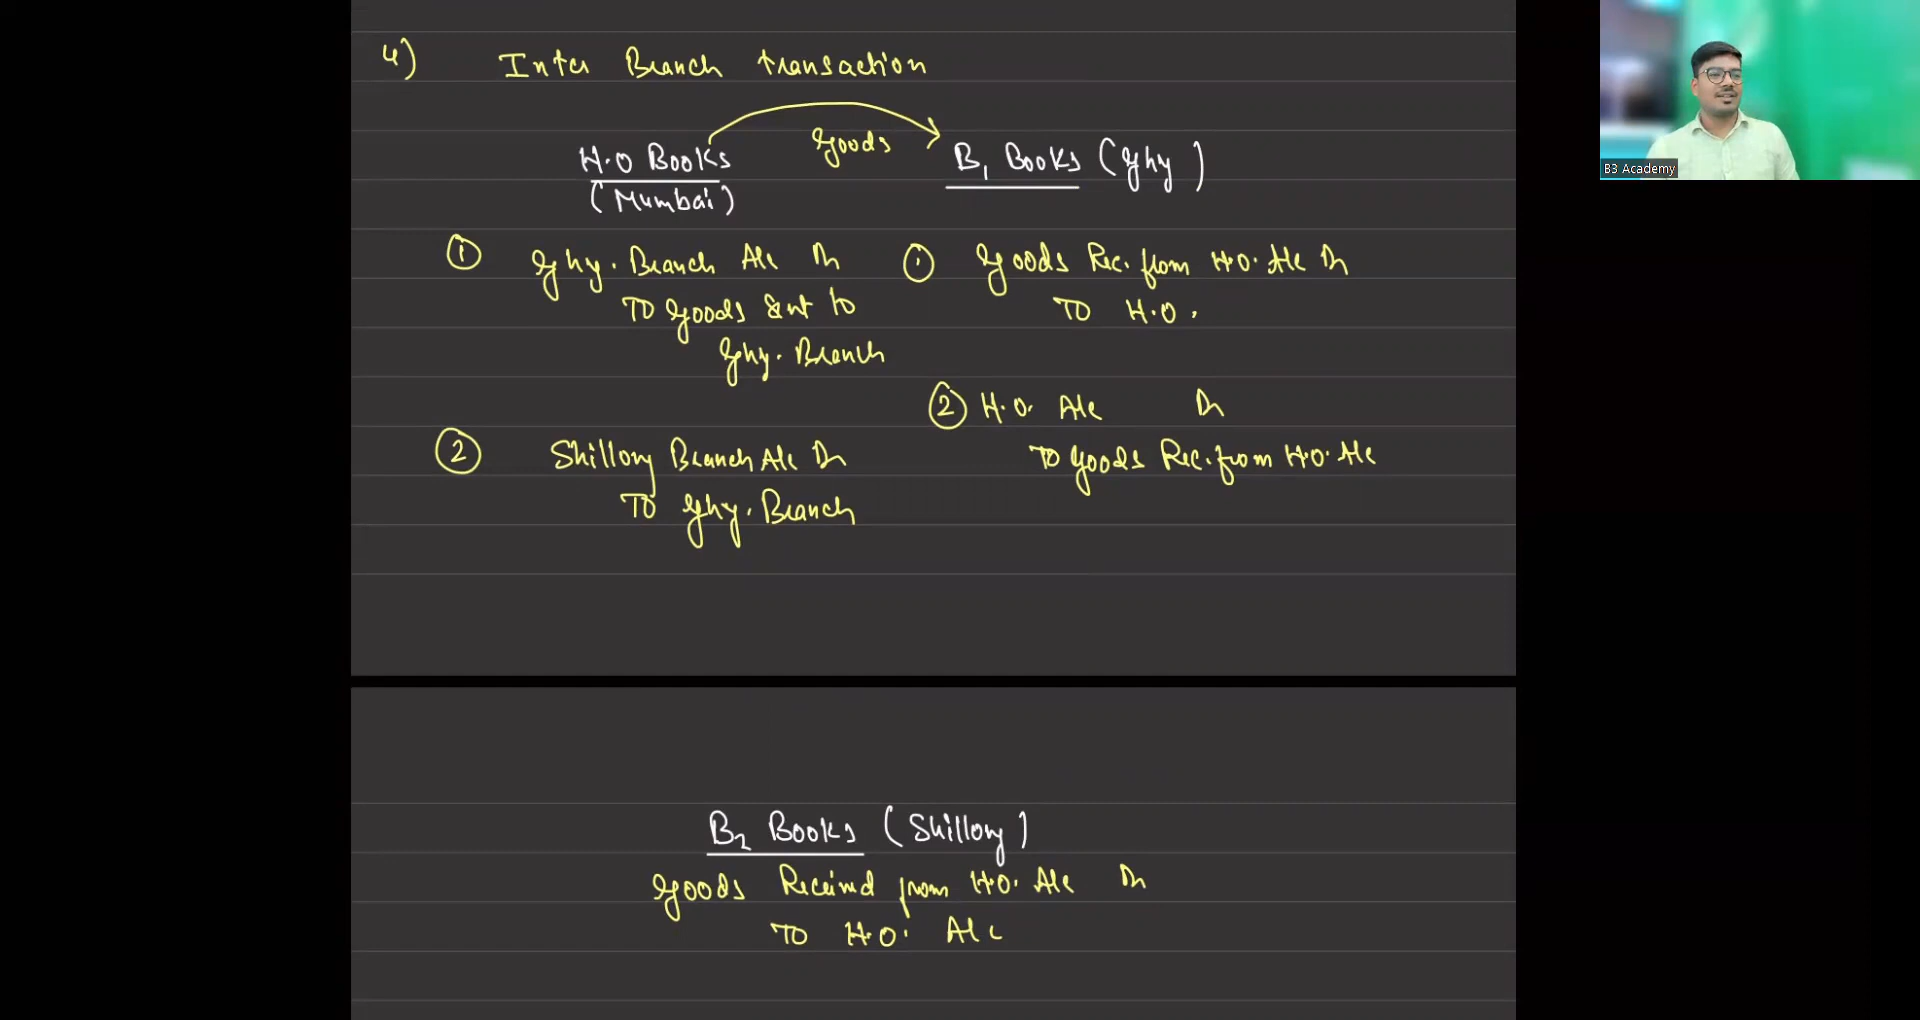 4) Inter Branch transaction
Goods
H.O Books
(Mumbai)
B1 Books (Ghy)
① Ghy. Branch A/c Dr
To Goods sent to
Ghy. Branch
① Goods Rec. from H.O. A/c Dr
To H.O.
② H.O. A/c Dr
To Goods Rec. from H.O. A/c
② Shillong Branch A/c Dr
To Ghy. Branch
B2 Books (Shillong)
Goods Received from H.O. A/c Dr
To H.O. A/c
B3 Academy